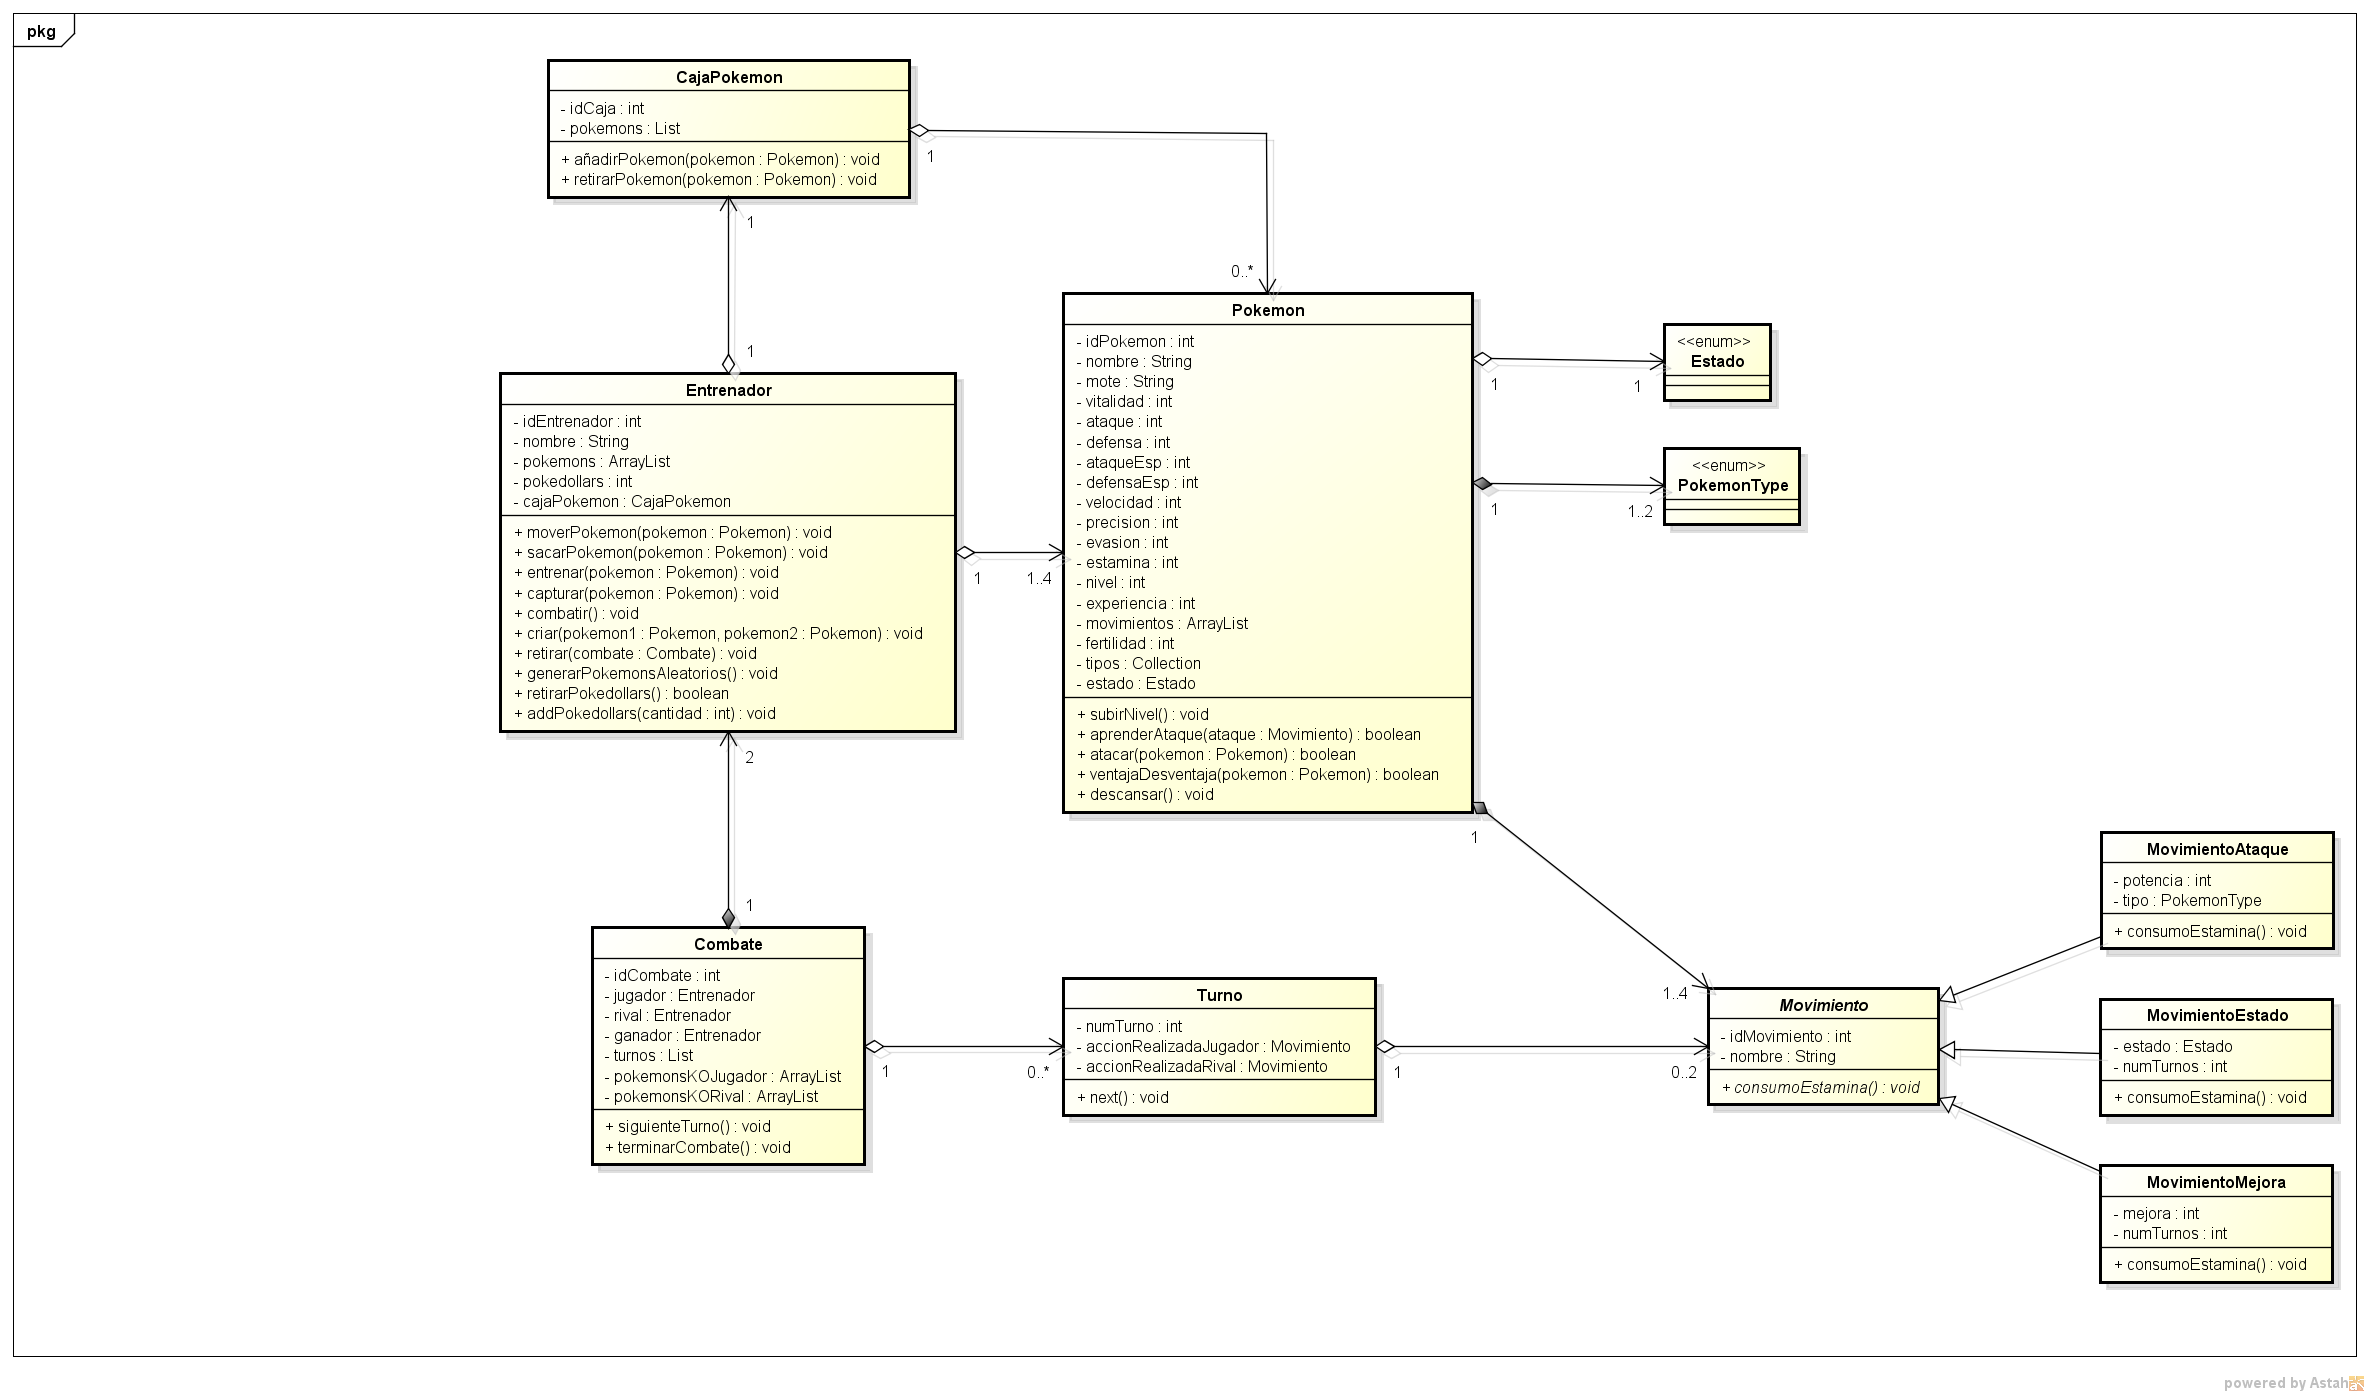 pkg
CajaPokemon
- idCaja : int
- pokemons : List
+ añadirPokemon(pokemon : Pokemon) : void
+ retirarPokemon(pokemon : Pokemon) : void
1
0..*
1
1
Entrenador
- idEntrenador : int
- nombre : String
- pokemons : ArrayList
- pokedollars : int
- cajaPokemon : CajaPokemon
+ moverPokemon(pokemon : Pokemon) : void
+ sacarPokemon(pokemon : Pokemon) : void
+ entrenar(pokemon : Pokemon) : void
+ capturar(pokemon : Pokemon) : void
+ combatir() : void
+ criar(pokemon1 : Pokemon, pokemon2 : Pokemon) : void
+ retirar(combate : Combate) : void
+ generarPokemonsAleatorios() : void
+ retirarPokedollars() : boolean
+ addPokedollars(cantidad : int) : void
1
1..4
Pokemon
- idPokemon : int
- nombre : String
- mote : String
- vitalidad : int
- ataque : int
- defensa : int
- ataqueEsp : int
- defensaEsp : int
- velocidad : int
- precision : int
- evasion : int
- estamina : int
- nivel : int
- experiencia : int
- movimientos : ArrayList
- fertilidad : int
- tipos : Collection
- estado : Estado
+ subirNivel() : void
+ aprenderAtaque(ataque : Movimiento) : boolean
+ atacar(pokemon : Pokemon) : boolean
+ ventajaDesventaja(pokemon : Pokemon) : boolean
+ descansar() : void
1
1
<<enum>>
Estado
1
1..2
<<enum>>
PokemonType
1
1..4
2
1
Combate
- idCombate : int
- jugador : Entrenador
- rival : Entrenador
- ganador : Entrenador
- turnos : List
- pokemonsKOJugador : ArrayList
- pokemonsKORival : ArrayList
+ siguienteTurno() : void
+ terminarCombate() : void
1
0..*
Turno
- numTurno : int
- accionRealizadaJugador : Movimiento
- accionRealizadaRival : Movimiento
+ next() : void
1
0..2
Movimiento
- idMovimiento : int
- nombre : String
+ consumoEstamina() : void
MovimientoAtaque
- potencia : int
- tipo : PokemonType
+ consumoEstamina() : void
MovimientoEstado
- estado : Estado
- numTurnos : int
+ consumoEstamina() : void
MovimientoMejora
- mejora : int
- numTurnos : int
+ consumoEstamina() : void
powered by Astah